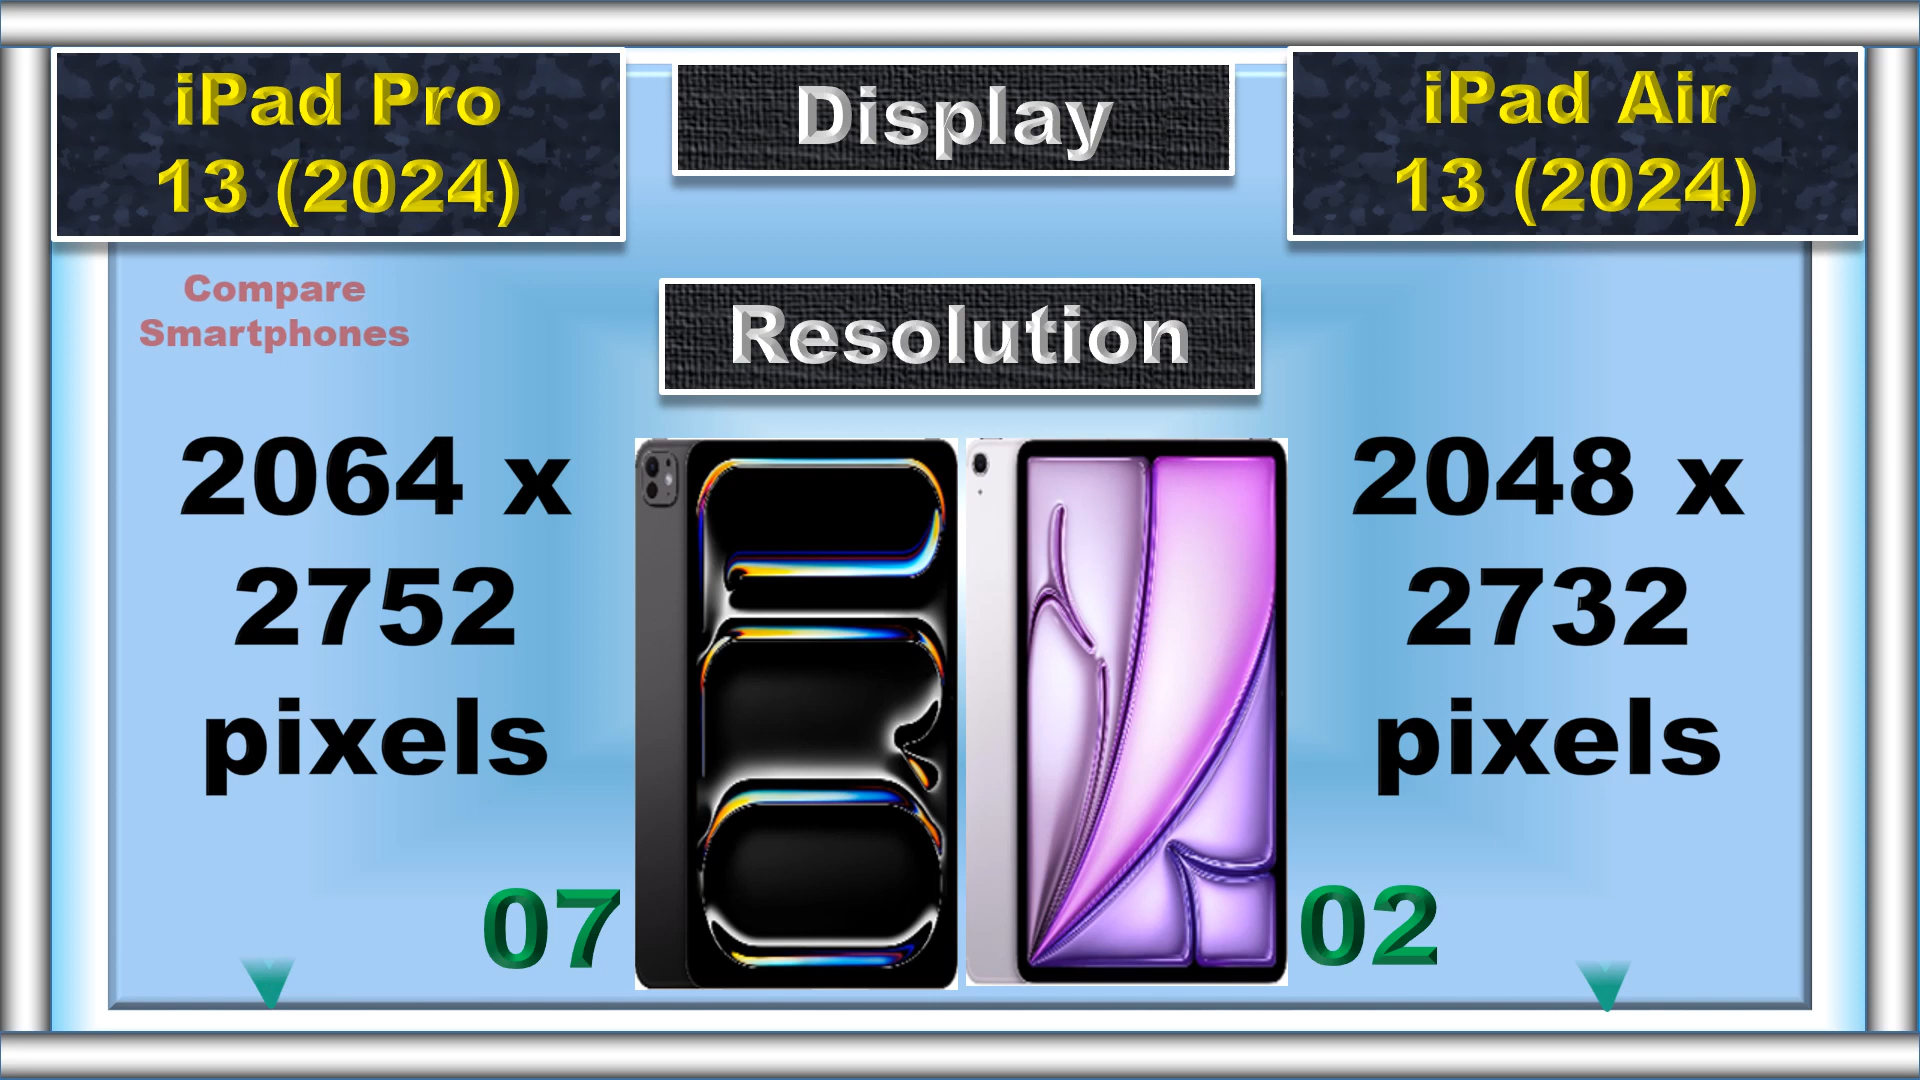 iPad Pro
13 (2024)
Display
iPad Air
13 (2024)
Compare
Smartphones
Resolution
2064 x
2752
pixels
2048 x
2732
pixels
07
02